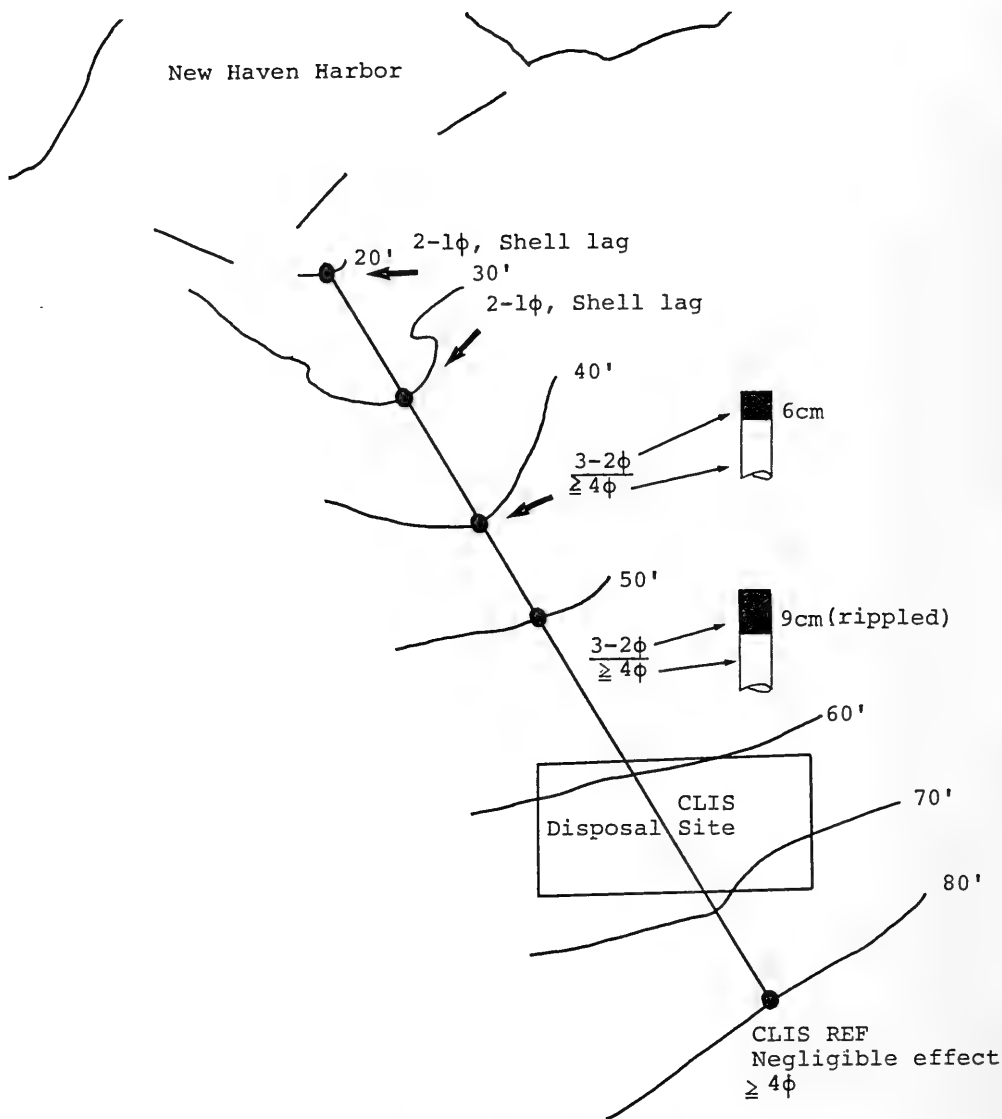 New Haven Harbor
20'
2-1ϕ, Shell lag
30'
2-1ϕ, Shell lag
40'
6cm
3-2ϕ
≧ 4ϕ
50'
9cm(rippled)
3-2ϕ
≧ 4ϕ
60'
CLIS
Disposal Site
70'
80'
CLIS REF
Negligible effect
≧ 4ϕ